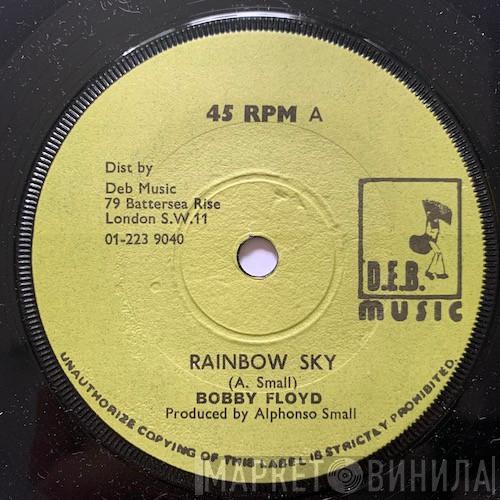 45 RPM A
Dist by
Deb Music
79 Battersea Rise
London S.W.11
01-223 9040
D.E.B.
MUSIC
RAINBOW SKY
(A. Small)
BOBBY FLOYD
Produced by Alphonso Small
UNAUTHORIZE COPYING OF THIS LABEL IS STRICTLY PROHIBITED.
МАРКЕТ ВИНИЛА